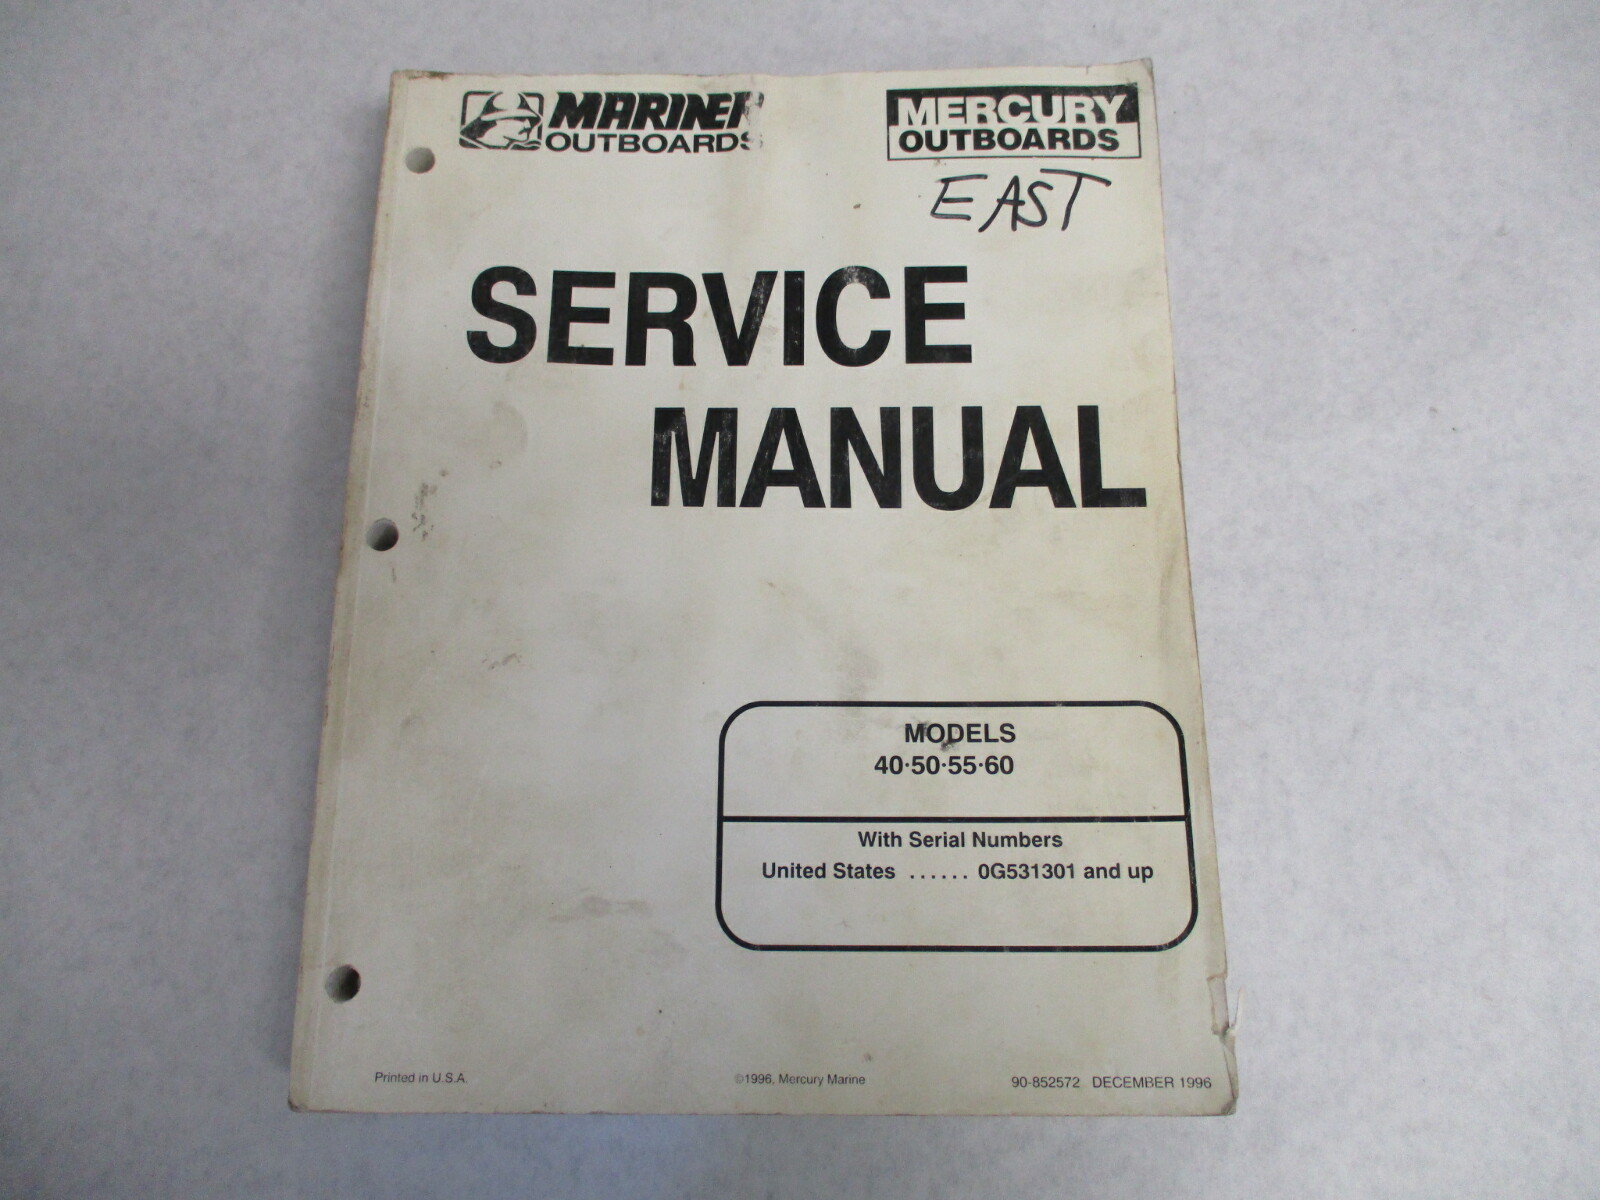 MARINER
OUTBOARDS
MERCURY
OUTBOARDS
EAST
SERVICE
MANUAL
MODELS
40·50·55·60
With Serial Numbers
United States ...... 0G531301 and up
Printed in U.S.A.
©1996, Mercury Marine
90-852572 DECEMBER 1996